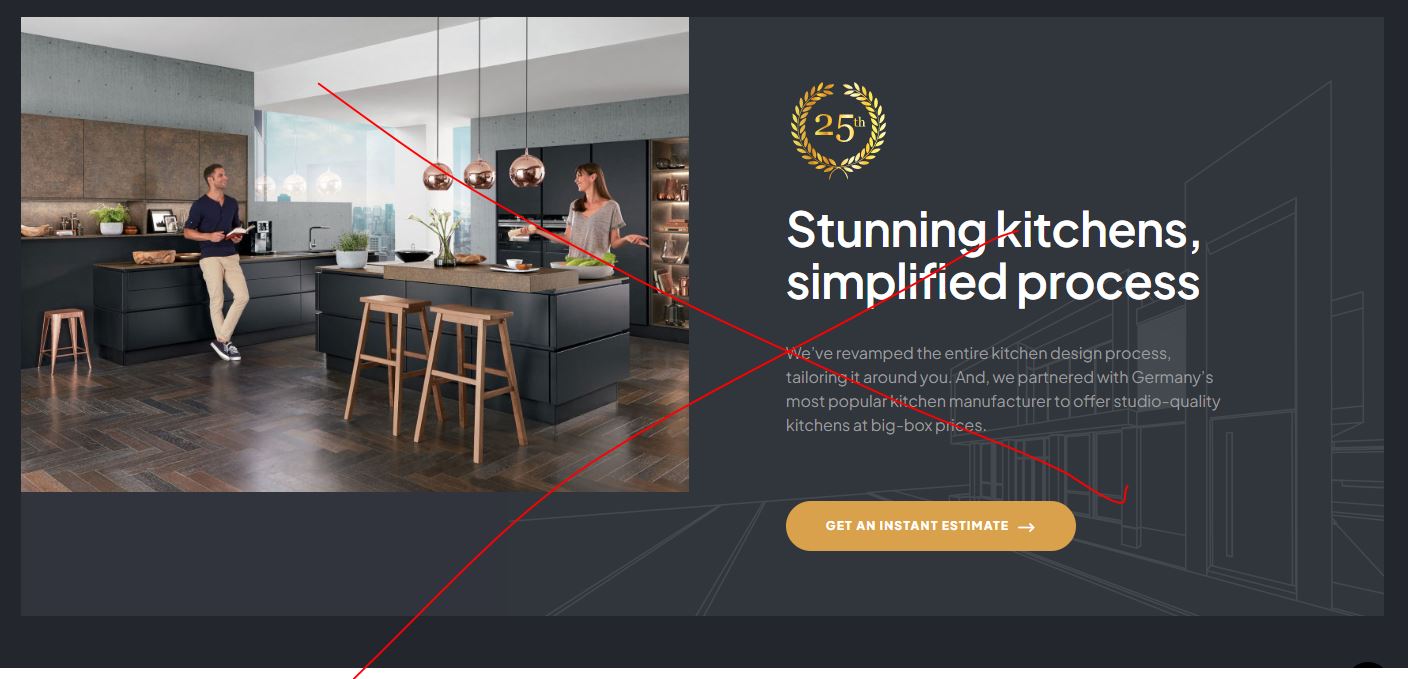 25th
Stunning kitchens,
simplified process
We've revamped the entire kitchen design process,
tailoring it around you. And, we partnered with Germany's
most popular kitchen manufacturer to offer studio-quality
kitchens at big-box prices.
GET AN INSTANT ESTIMATE →